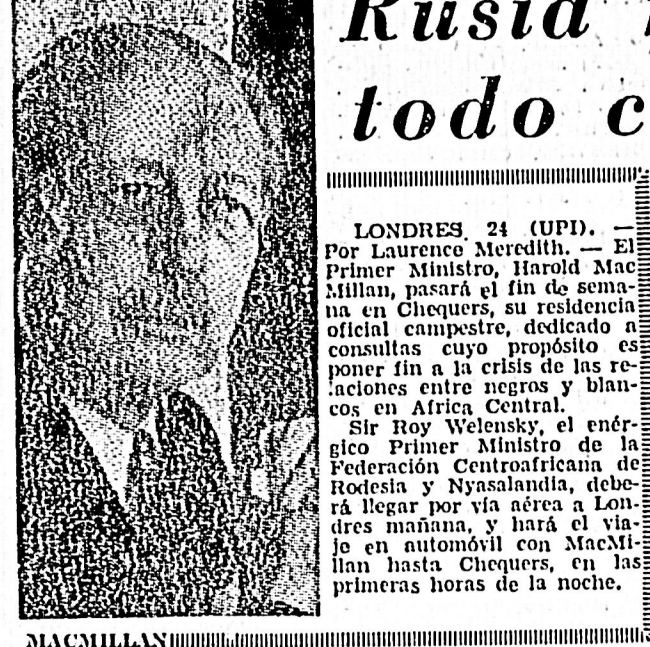 Rusia
todo c
LONDRES, 24 (UPI). —
Por Laurence Meredith. — El
Primer Ministro, Harold Mac
Millan, pasará el fin de sema-
na en Chequers, su residencia
oficial campestre, dedicado a
consultas cuyo propósito es
poner fin a la crisis de las re-
laciones entre negros y blan-
cos en Africa Central.
Sir Roy Welensky, el enér-
gico Primer Ministro de la
Federación Centroafricana de
Rodesia y Nyasalandia, debe-
rá llegar por vía aérea a Lon-
dres mañana, y hará el via-
je en automóvil con MacMi-
llan hasta Chequers, en las
primeras horas de la noche.
MACMILLAN